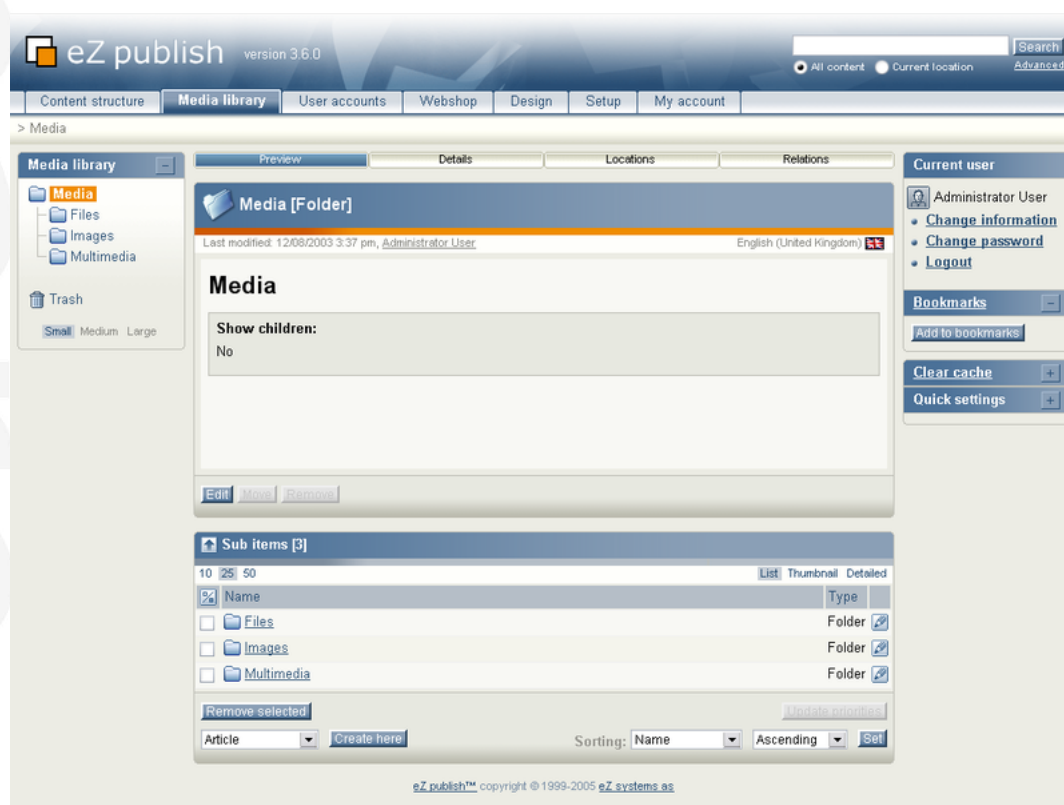 eZ publish version 3.6.0
Search
All content Current location Advanced
Content structure Media library User accounts Webshop Design Setup My account
> Media
Media library
Media
Files
Images
Multimedia
Trash
Small Medium Large
Preview Details Locations Relations
Media [Folder]
Last modified: 12/08/2003 3:37 pm, Administrator User English (United Kingdom)
Media
Show children:
No
Edit Move Remove
Sub items [3]
10 25 50 List Thumbnail Detailed
Name Type
Files Folder
Images Folder
Multimedia Folder
Remove selected Update priorities
Article Create here Sorting: Name Ascending Set
Current user
Administrator User
Change information
Change password
Logout
Bookmarks
Add to bookmarks
Clear cache
Quick settings
eZ publish™ copyright © 1999-2005 eZ systems as